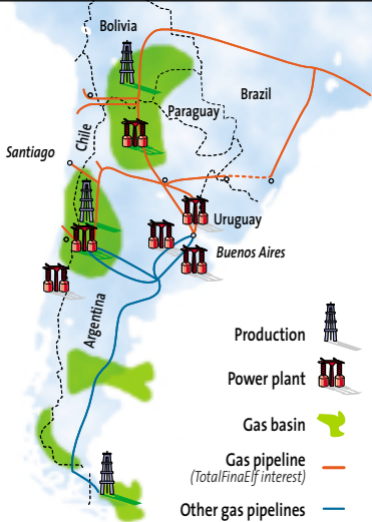 Bolivia
Brazil
Paraguay
Chile
Santiago
Uruguay
Buenos Aires
Argentina
Production
Power plant
Gas basin
Gas pipeline
(TotalFinaElf interest)
Other gas pipelines